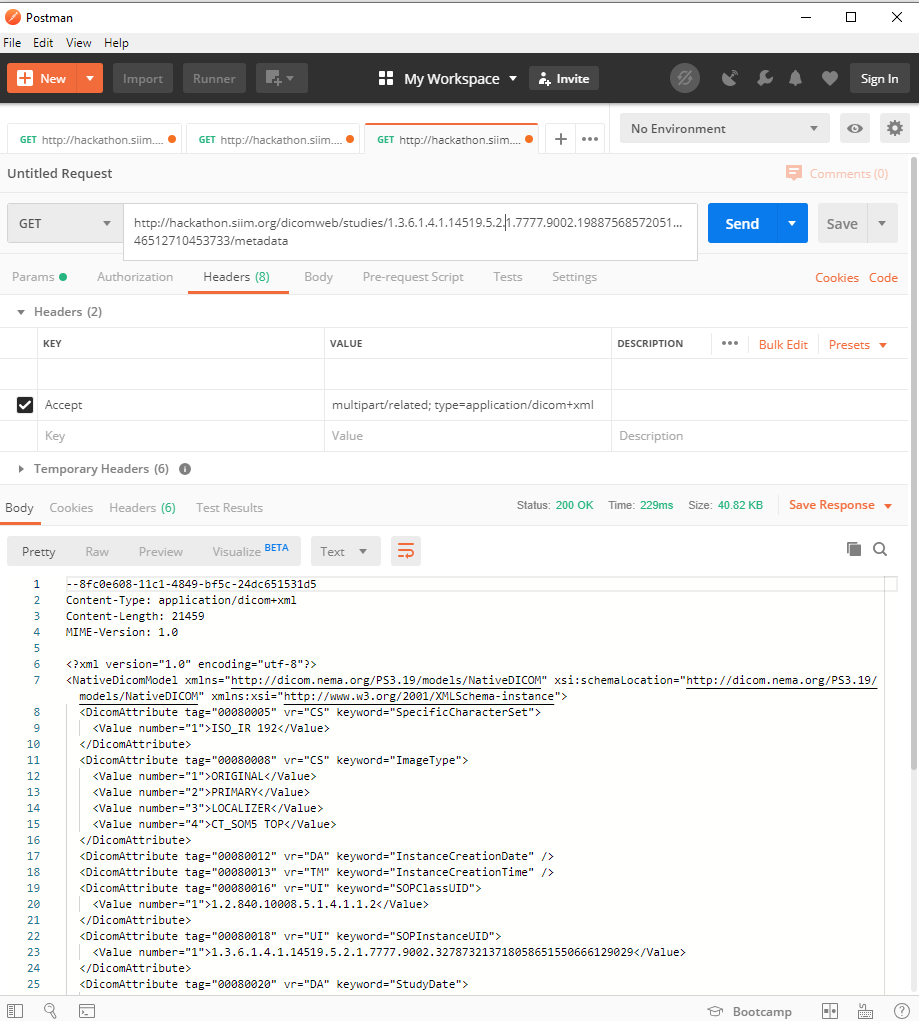 Postman
File Edit View Help
New Import Runner My Workspace Invite Sign In
GET http://hackathon.siim.... GET http://hackathon.siim.... GET http://hackathon.siim.... + ••• No Environment
Untitled Request Comments (0)
GET http://hackathon.siim.org/dicomweb/studies/1.3.6.1.4.1.14519.5.2.1.7777.9002.19887568572051... Send Save
46512710453733/metadata
Params Authorization Headers (8) Body Pre-request Script Tests Settings Cookies Code
Headers (2)
KEY VALUE DESCRIPTION ••• Bulk Edit Presets
Accept multipart/related; type=application/dicom+xml
Key Value Description
Temporary Headers (6) i
Body Cookies Headers (6) Test Results Status: 200 OK Time: 229ms Size: 40.82 KB Save Response
Pretty Raw Preview Visualize BETA Text
1 --8fc0e608-11c1-4849-bf5c-24dc651531d5
2 Content-Type: application/dicom+xml
3 Content-Length: 21459
4 MIME-Version: 1.0
5
6 <?xml version="1.0" encoding="utf-8"?>
7 <NativeDicomModel xmlns="http://dicom.nema.org/PS3.19/models/NativeDICOM" xsi:schemaLocation="http://dicom.nema.org/PS3.19/
models/NativeDICOM" xmlns:xsi="http://www.w3.org/2001/XMLSchema-instance">
8 <DicomAttribute tag="00080005" vr="CS" keyword="SpecificCharacterSet">
9 <Value number="1">ISO_IR 192</Value>
10 </DicomAttribute>
11 <DicomAttribute tag="00080008" vr="CS" keyword="ImageType">
12 <Value number="1">ORIGINAL</Value>
13 <Value number="2">PRIMARY</Value>
14 <Value number="3">LOCALIZER</Value>
15 <Value number="4">CT_SOM5 TOP</Value>
16 </DicomAttribute>
17 <DicomAttribute tag="00080012" vr="DA" keyword="InstanceCreationDate" />
18 <DicomAttribute tag="00080013" vr="TM" keyword="InstanceCreationTime" />
19 <DicomAttribute tag="00080016" vr="UI" keyword="SOPClassUID">
20 <Value number="1">1.2.840.10008.5.1.4.1.1.2</Value>
21 </DicomAttribute>
22 <DicomAttribute tag="00080018" vr="UI" keyword="SOPInstanceUID">
23 <Value number="1">1.3.6.1.4.1.14519.5.2.1.7777.9002.327873213718058651550666129029</Value>
24 </DicomAttribute>
25 <DicomAttribute tag="00080020" vr="DA" keyword="StudyDate">
Bootcamp ?